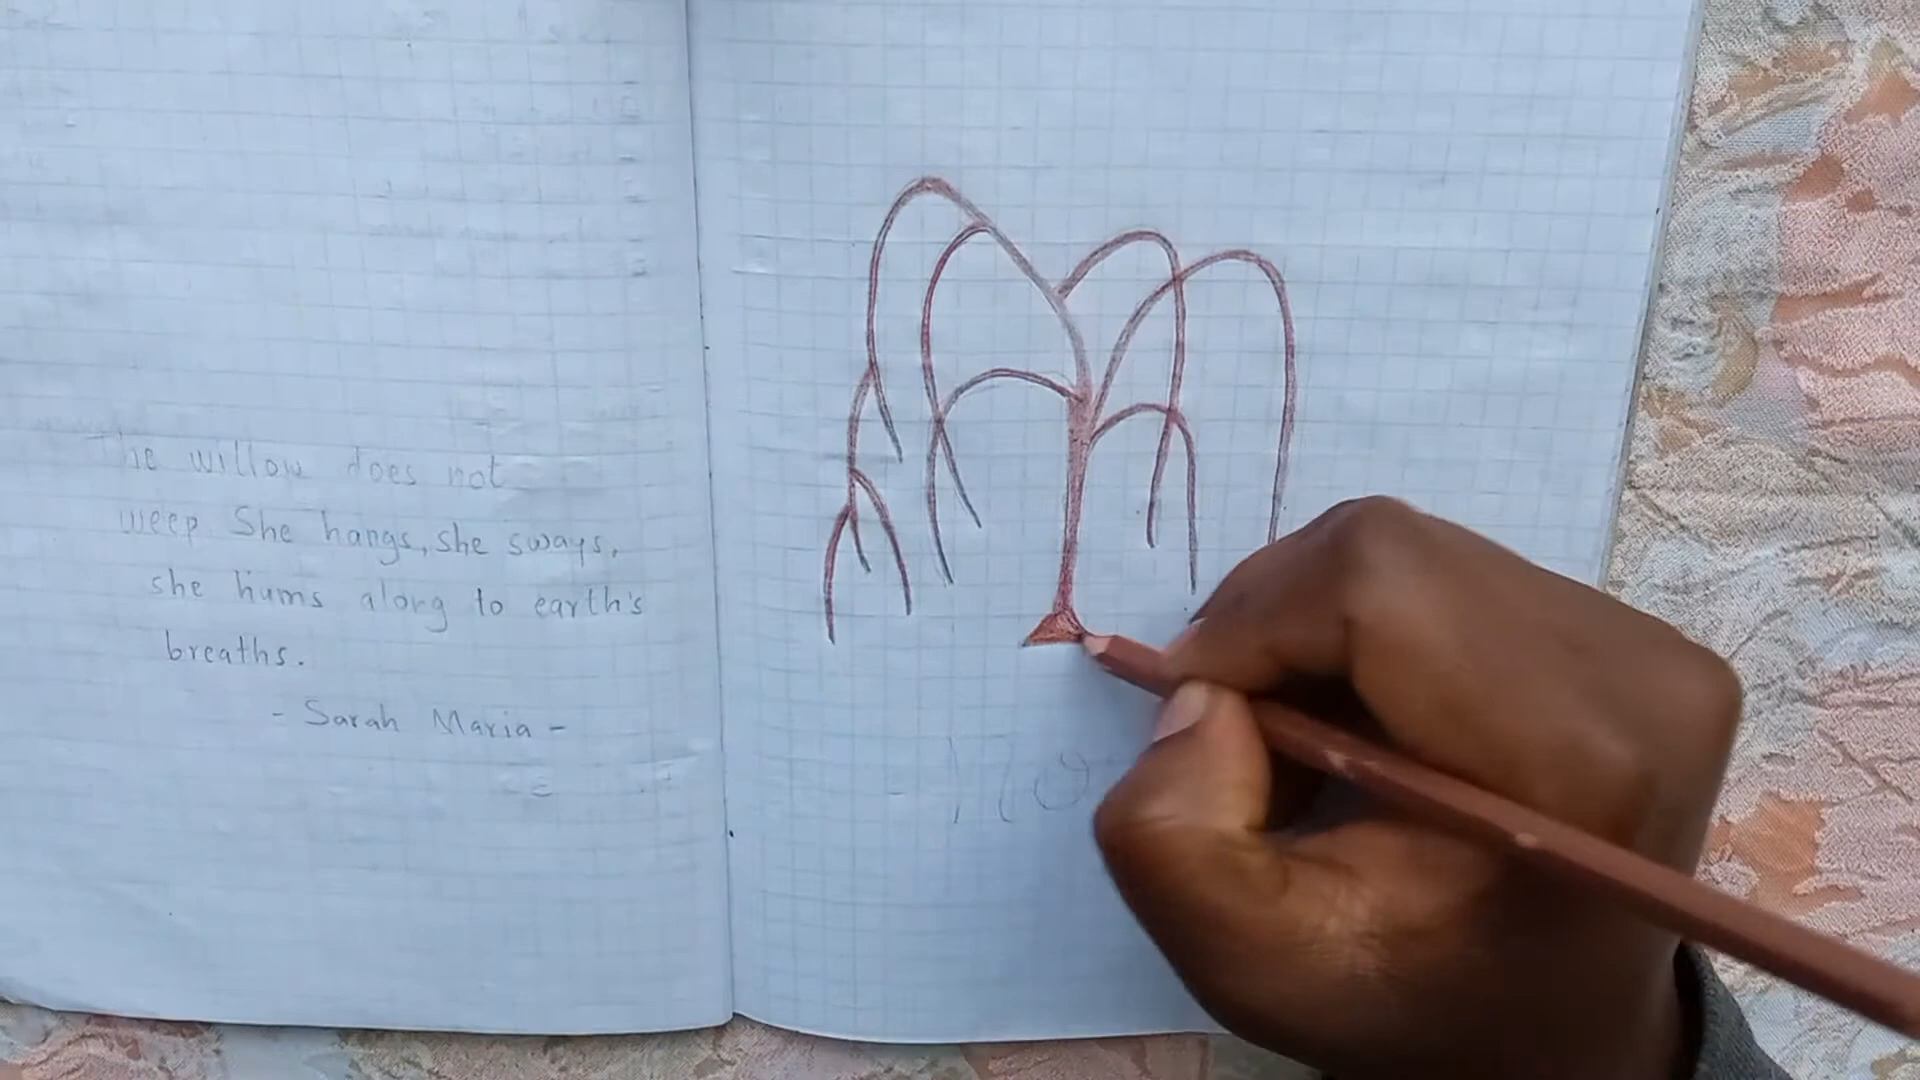 The willow does not
weep. She hangs, she sways,
she hums along to earth's
breaths.
- Sarah Maria -